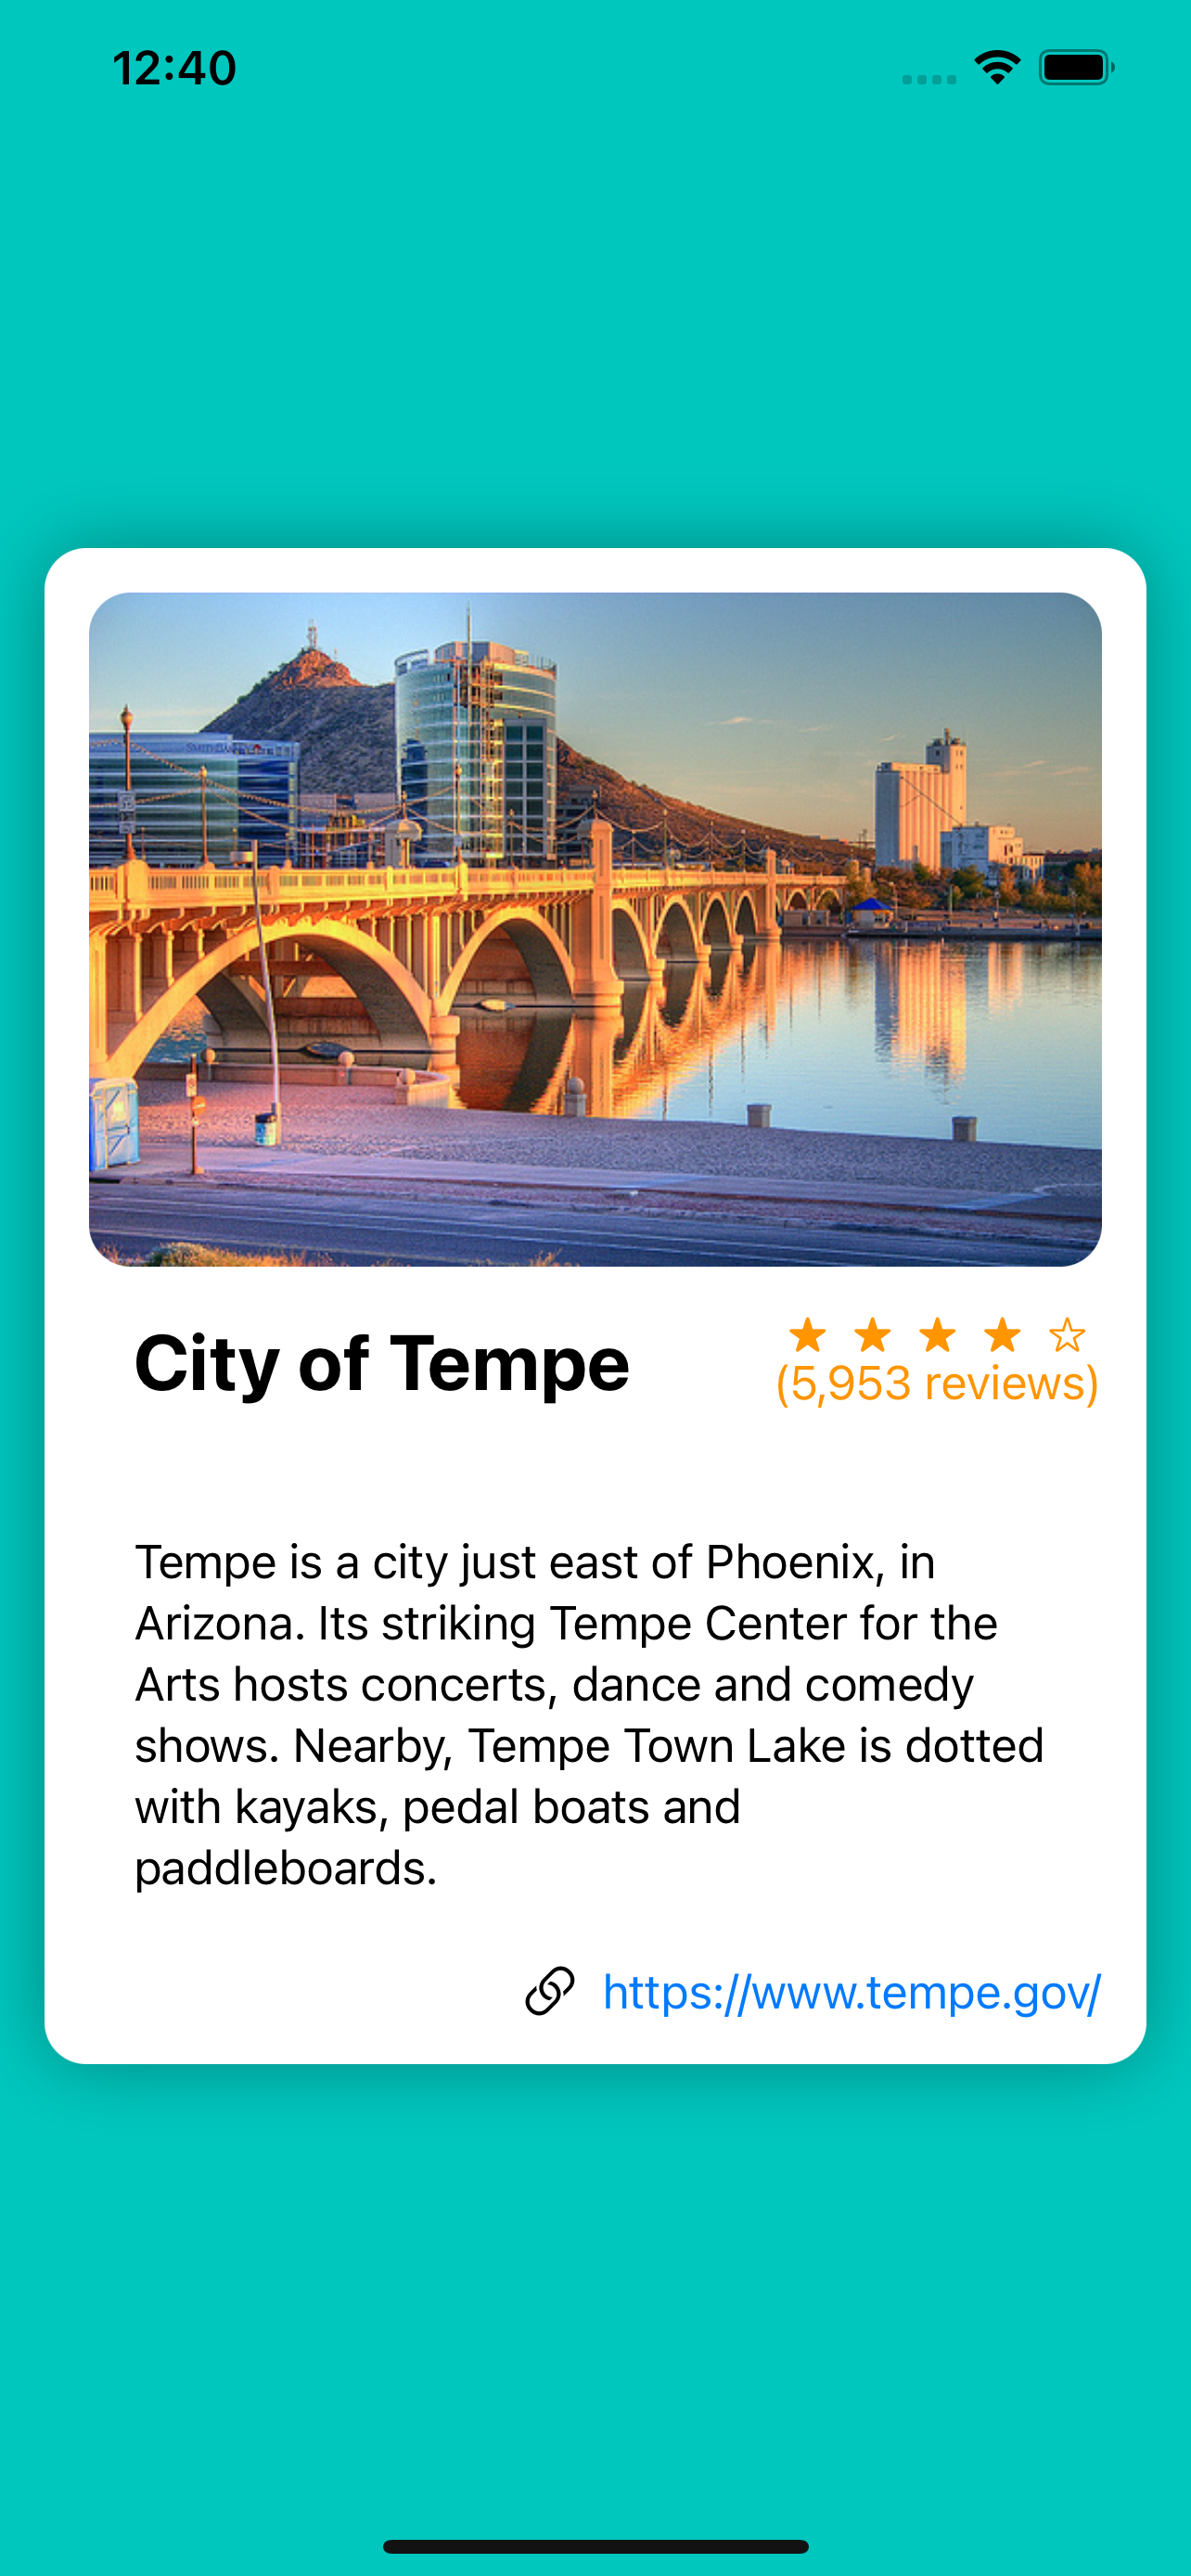 12:40
City of Tempe
(5,953 reviews)
Tempe is a city just east of Phoenix, in
Arizona. Its striking Tempe Center for the
Arts hosts concerts, dance and comedy
shows. Nearby, Tempe Town Lake is dotted
with kayaks, pedal boats and
paddleboards.
https://www.tempe.gov/